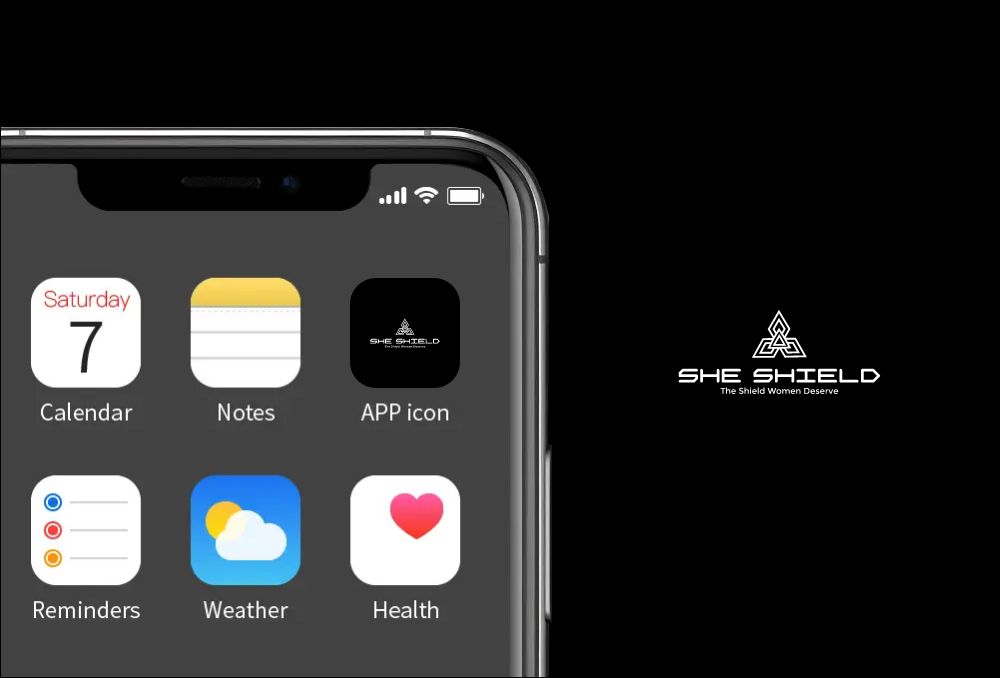 Saturday
7
Calendar
Notes
SHE SHIELD
The Shield Women Deserve
APP icon
Reminders
Weather
Health
SHE SHIELD
The Shield Women Deserve